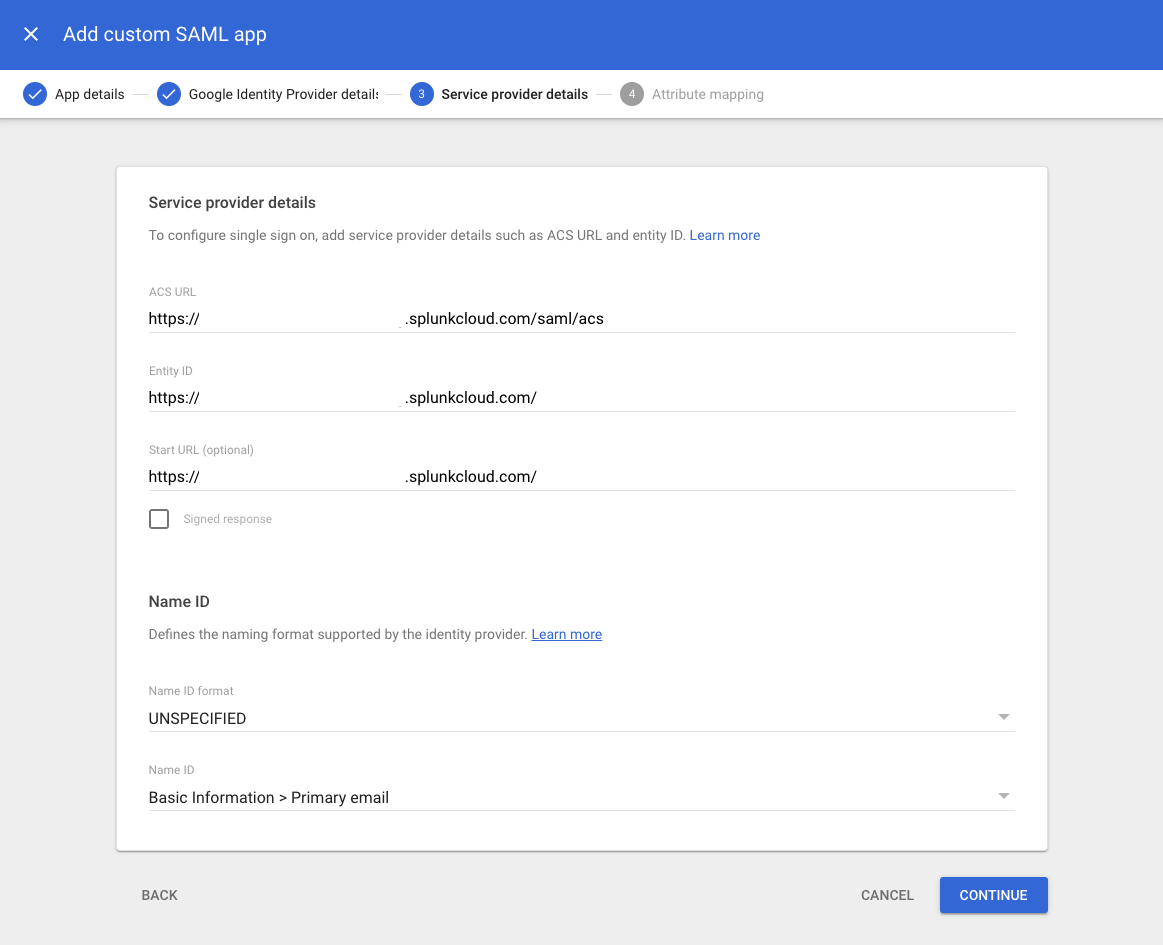 Add custom SAML app
App details
Google Identity Provider details
3 Service provider details
4 Attribute mapping
Service provider details
To configure single sign on, add service provider details such as ACS URL and entity ID. Learn more
ACS URL
https:// .splunkcloud.com/saml/acs
Entity ID
https:// .splunkcloud.com/
Start URL (optional)
https:// .splunkcloud.com/
Signed response
Name ID
Defines the naming format supported by the identity provider. Learn more
Name ID format
UNSPECIFIED
Name ID
Basic Information > Primary email
BACK
CANCEL
CONTINUE